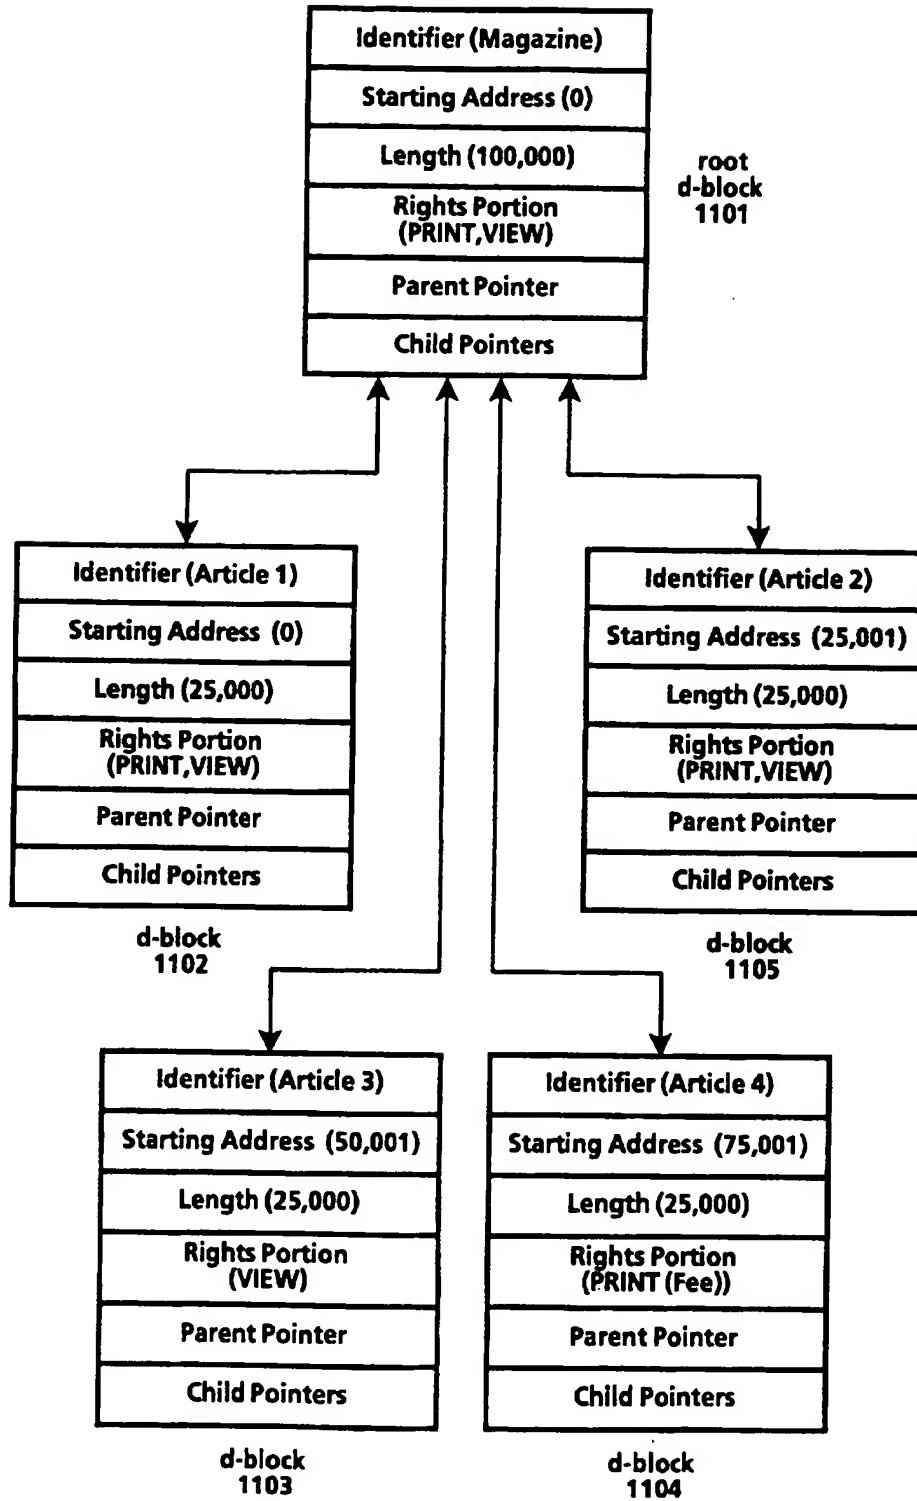 Identifier (Magazine)
Starting Address (0)
Length (100,000)
Rights Portion
(PRINT,VIEW)
Parent Pointer
Child Pointers
root
d-block
1101
Identifier (Article 1)
Starting Address (0)
Length (25,000)
Rights Portion
(PRINT,VIEW)
Parent Pointer
Child Pointers
d-block
1102
Identifier (Article 2)
Starting Address (25,001)
Length (25,000)
Rights Portion
(PRINT,VIEW)
Parent Pointer
Child Pointers
d-block
1105
Identifier (Article 3)
Starting Address (50,001)
Length (25,000)
Rights Portion
(VIEW)
Parent Pointer
Child Pointers
d-block
1103
Identifier (Article 4)
Starting Address (75,001)
Length (25,000)
Rights Portion
(PRINT (Fee))
Parent Pointer
Child Pointers
d-block
1104